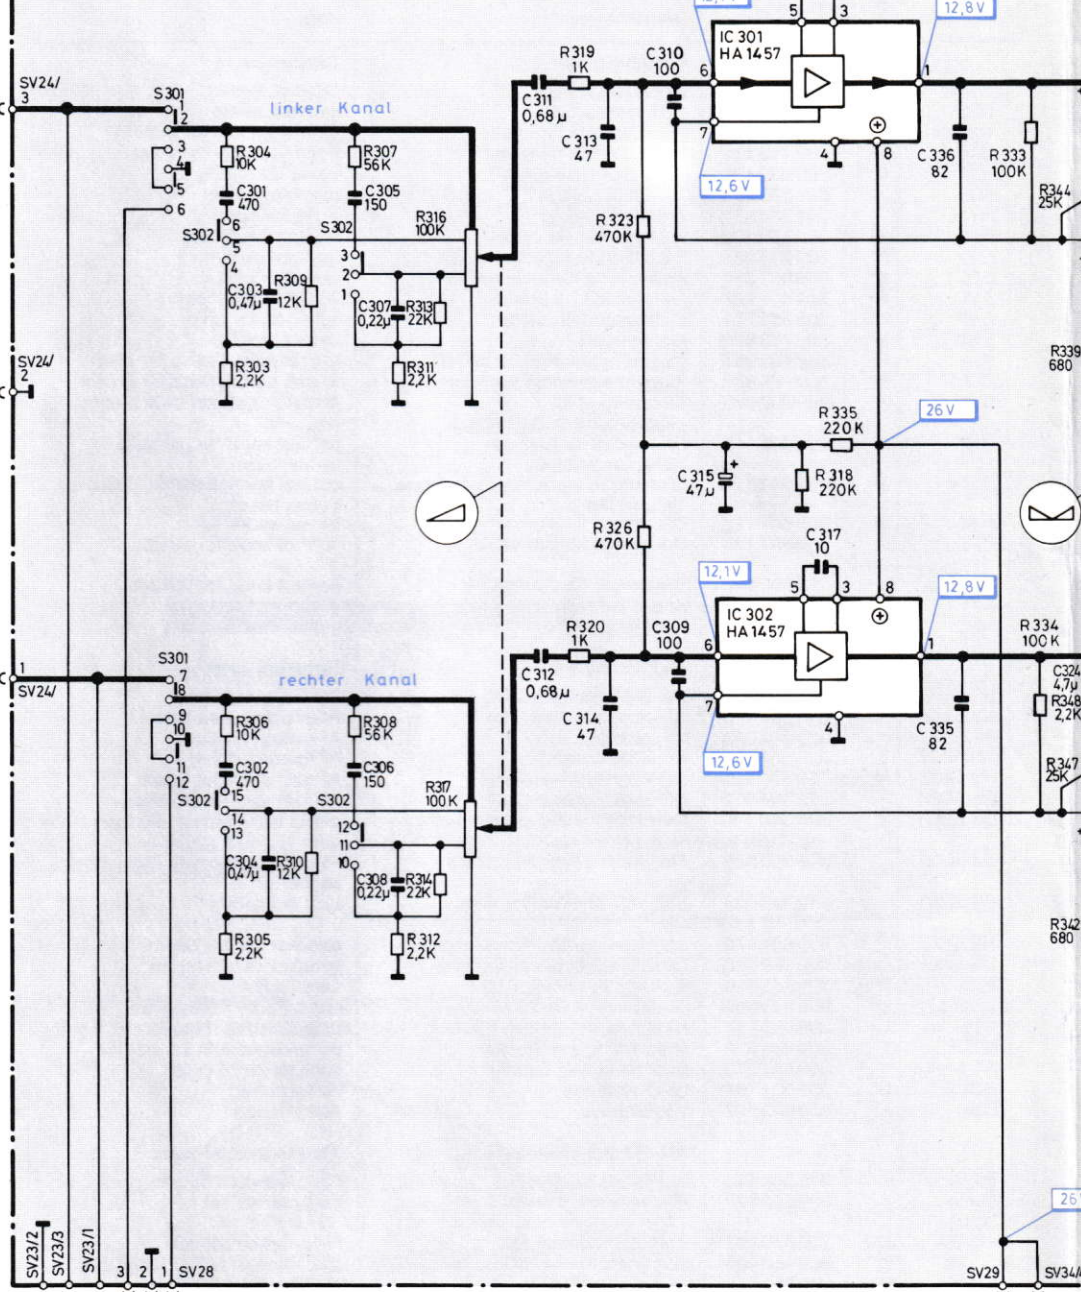 5 3
12,8V
IC 301
HA 1457
R319
1K
C310
100
6
1
SV24/
3
S301
1
2
linker Kanal
C311
0,68µ
C313
47
7
4
8
C336
82
R333
100K
3
4
5
6
R304
10K
C301
470
R307
56K
C305
150
12,6V
R344
25K
S302
6
5
4
S302
R316
100K
R323
470K
3
2
1
C303
0,47µ
R309
12K
C307
0,22µ
R313
22K
SV24/
2
R303
2,2K
R311
2,2K
R339
680
R335
220K
26V
C315
47µ
+
R318
220K
R326
470K
C317
10
12,1V
5 3 8
12,8V
IC 302
HA 1457
R320
1K
C309
100
6
1
R334
100K
1
SV24/
S301
7
8
rechter Kanal
C312
0,68µ
C314
47
7
4
C335
82
C324
4,7µ
R348
2,2K
9
10
11
12
R306
10K
C302
470
R308
56K
C306
150
12,6V
R347
25K
S302
15
14
13
S302
R317
100K
12
11
10
C304
0,47µ
R310
12K
C308
0,22µ
R314
22K
R305
2,2K
R312
2,2K
R342
680
26
SV23/2
SV23/3
SV23/1
3 2 1 SV28
SV29
SV34/